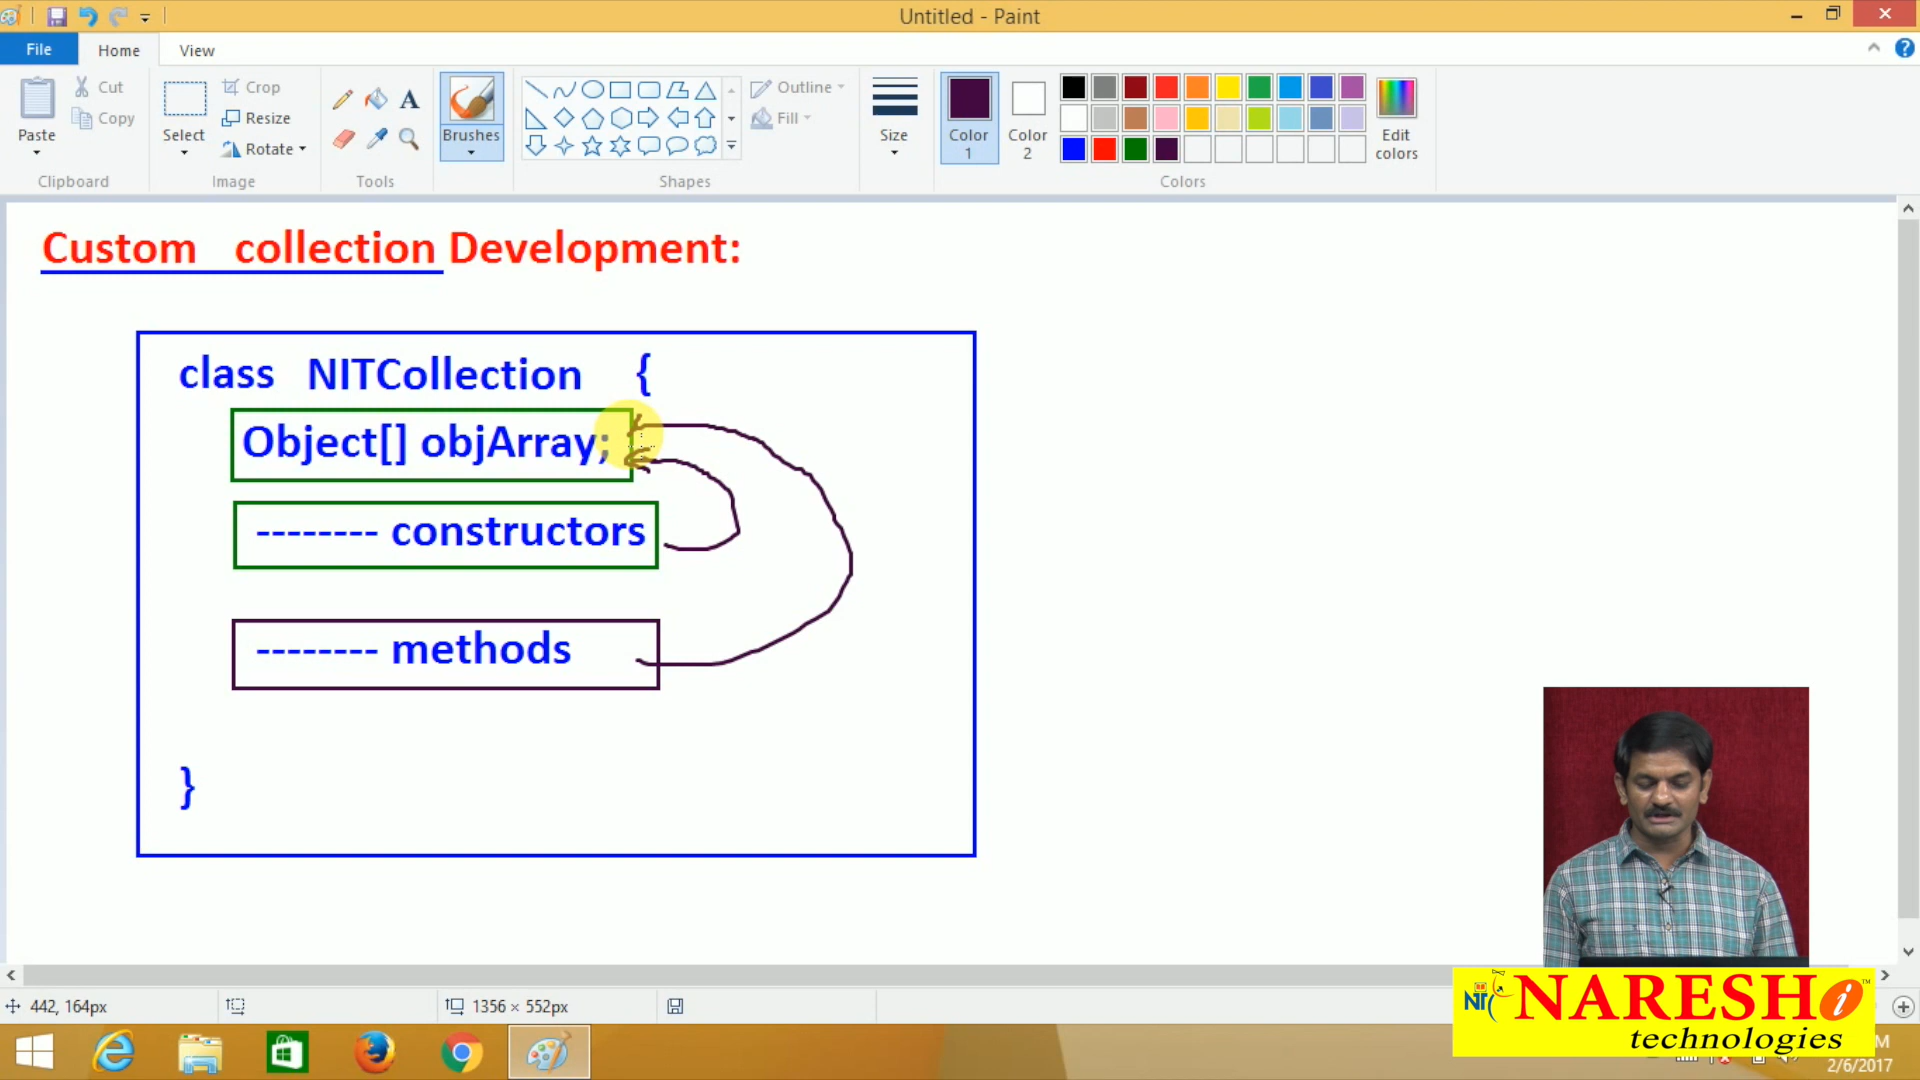 Untitled - Paint
File Home View
Paste Cut Copy Clipboard
Select Crop Resize Rotate Image
Tools
Brushes
Outline Fill Shapes
Size
Color 1 Color 2 Edit colors Colors
Custom collection Development:
class NITCollection {
Object[] objArray;
-------- constructors
-------- methods
}
442, 164px 1356 × 552px
NARESH i
technologies
2/6/2017